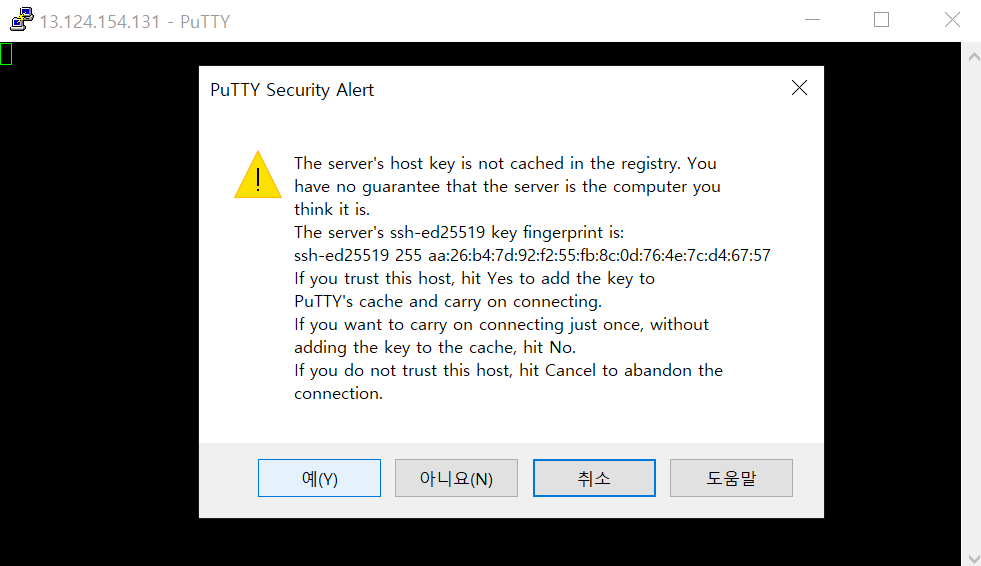 13.124.154.131 - PuTTY
PuTTY Security Alert
The server's host key is not cached in the registry. You
have no guarantee that the server is the computer you
think it is.
The server's ssh-ed25519 key fingerprint is:
ssh-ed25519 255 aa:26:b4:7d:92:f2:55:fb:8c:0d:76:4e:7c:d4:67:57
If you trust this host, hit Yes to add the key to
PuTTY's cache and carry on connecting.
If you want to carry on connecting just once, without
adding the key to the cache, hit No.
If you do not trust this host, hit Cancel to abandon the
connection.
예(Y) 아니요(N) 취소 도움말